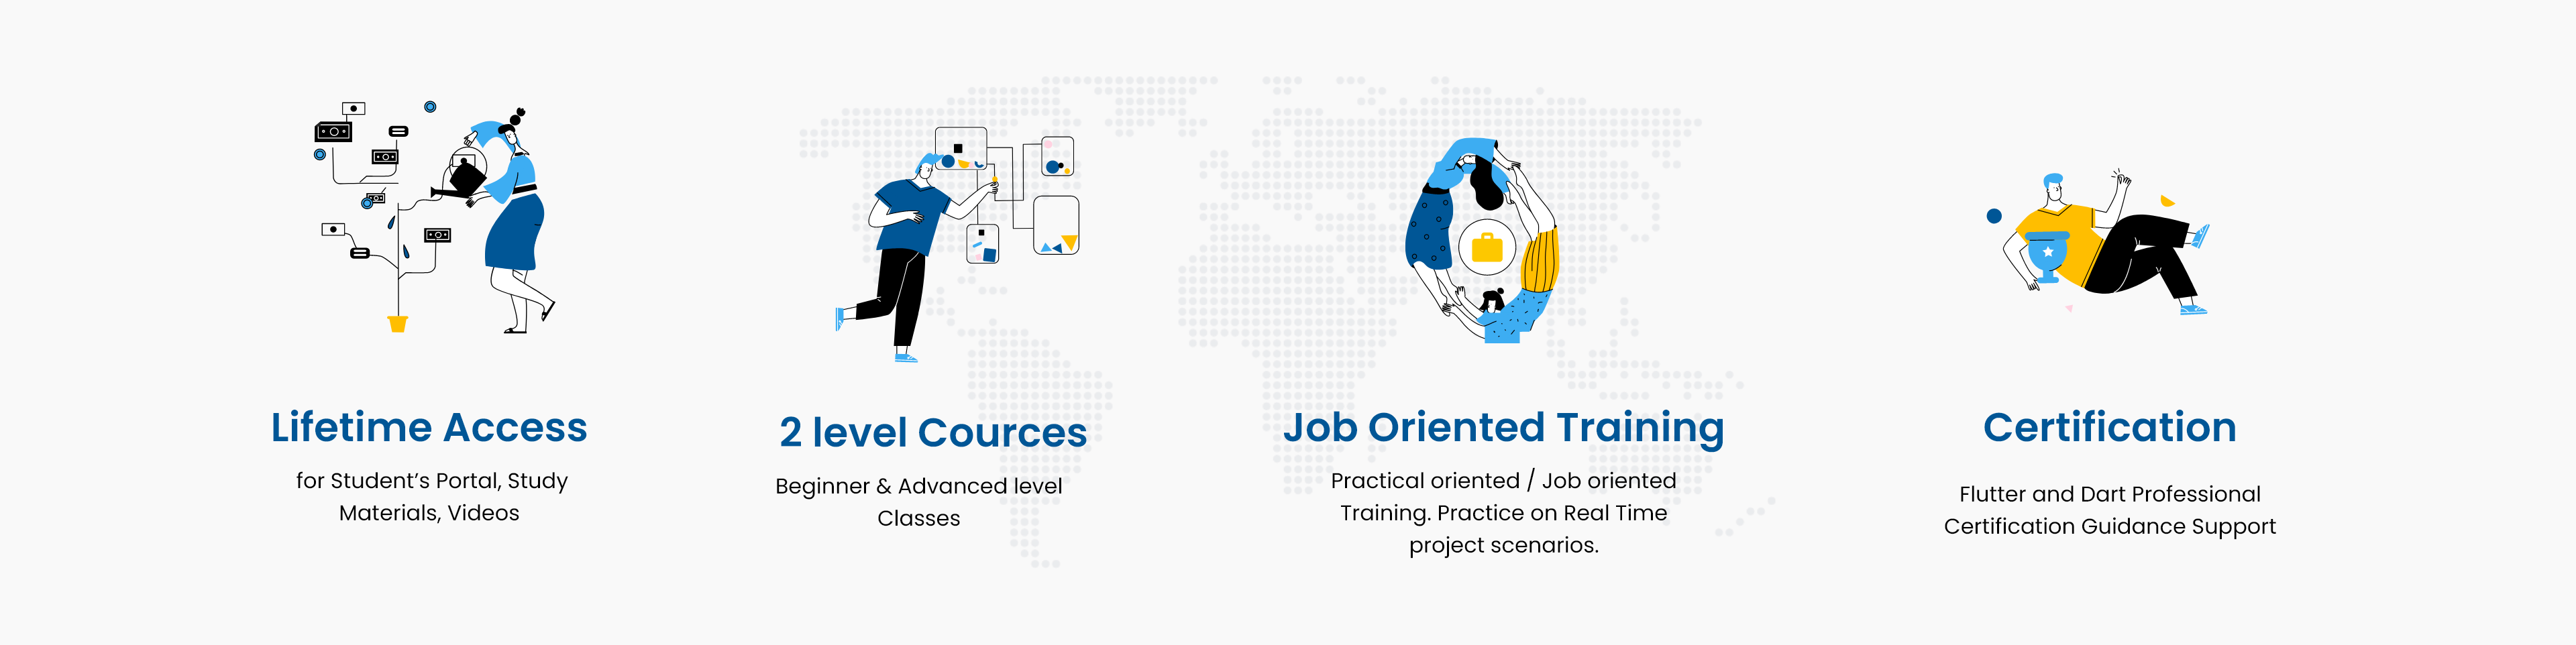 Lifetime Access
for Student’s Portal, Study
Materials, Videos
2 level Cources
Beginner & Advanced level
Classes
Job Oriented Training
Practical oriented / Job oriented
Training. Practice on Real Time
project scenarios.
Certification
Flutter and Dart Professional
Certification Guidance Support